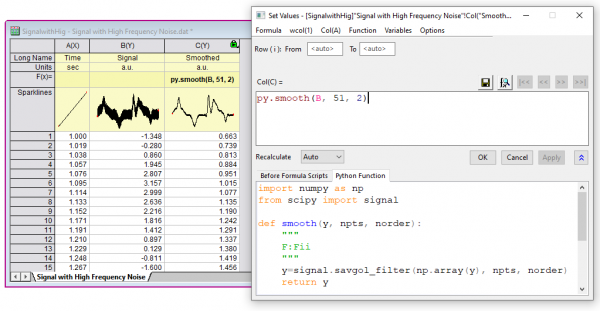 SignalwithHig - Signal with High Frequency Noise.dat *
A(X) B(Y) C(Y)
Long Name Time Signal Smoothed
Units sec a.u. a.u.
F(x)= py.smooth(B, 51, 2)
Sparklines
1 1.000 -1.348 0.663
2 1.019 -0.280 0.739
3 1.038 0.860 0.813
4 1.057 1.945 0.884
5 1.076 2.807 0.951
6 1.095 3.157 1.015
7 1.114 2.999 1.077
8 1.133 2.636 1.135
9 1.152 2.216 1.190
10 1.171 1.816 1.242
11 1.191 1.412 1.291
12 1.210 0.897 1.337
13 1.229 0.129 1.380
14 1.248 -0.811 1.419
15 1.267 -1.600 1.456
Signal with High Frequency Noise
Set Values - [SignalwithHig]"Signal with High Frequency Noise"!Col("Smooth...
Formula wcol(1) Col(A) Function Variables Options
Row ( i ): From <auto> To <auto>
Col(C) =
|<< << >> >>|
py.smooth(B, 51, 2)
Recalculate Auto OK Cancel Apply
Before Formula Scripts Python Function
import numpy as np
from scipy import signal
def smooth(y, npts, norder):
"""
F:Fii
"""
y=signal.savgol_filter(np.array(y), npts, norder)
return y